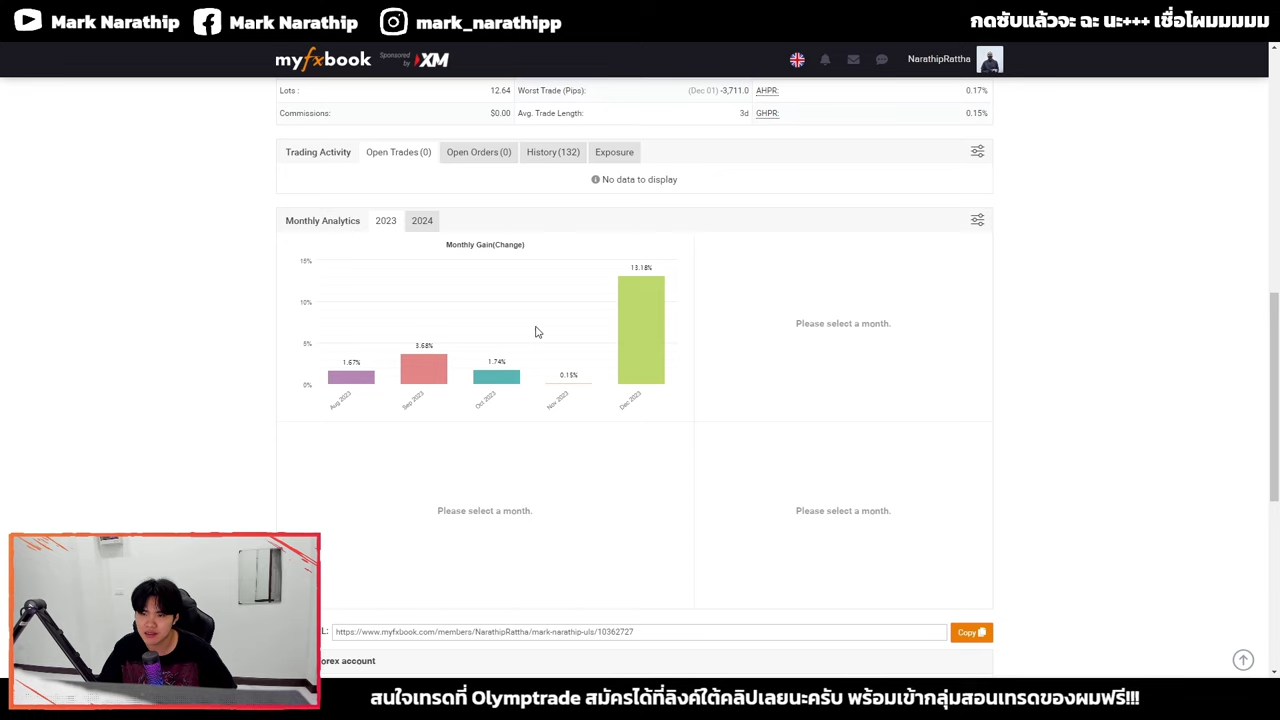 Mark Narathip
Mark Narathip
mark_narathipp
กดซับแล้วจะ ฉะ นะ+++ เชื่อผมมมมม
myfxbook
Sponsored by XM
NarathipRattha
Lots :
12.64
Worst Trade (Pips):
(Dec 01) -3,711.0
AHPR:
0.17%
Commissions:
$0.00
Avg. Trade Length:
3d
GHPR:
0.15%
Trading Activity
Open Trades (0)
Open Orders (0)
History (132)
Exposure
No data to display
Monthly Analytics
2023
2024
Monthly Gain(Change)
15%
10%
5%
0%
1.67%
3.68%
1.74%
0.15%
13.18%
Aug 2023
Sep 2023
Oct 2023
Nov 2023
Dec 2023
Please select a month.
Please select a month.
Please select a month.
L:
https://www.myfxbook.com/members/NarathipRattha/mark-narathip-uls/10362727
Copy
orex account
สนใจเทรดที่ Olymptrade สมัครได้ที่ลิงค์ใต้คลิปเลยนะครับ พร้อมเข้ากลุ่มสอนเทรดของผมฟรี!!!